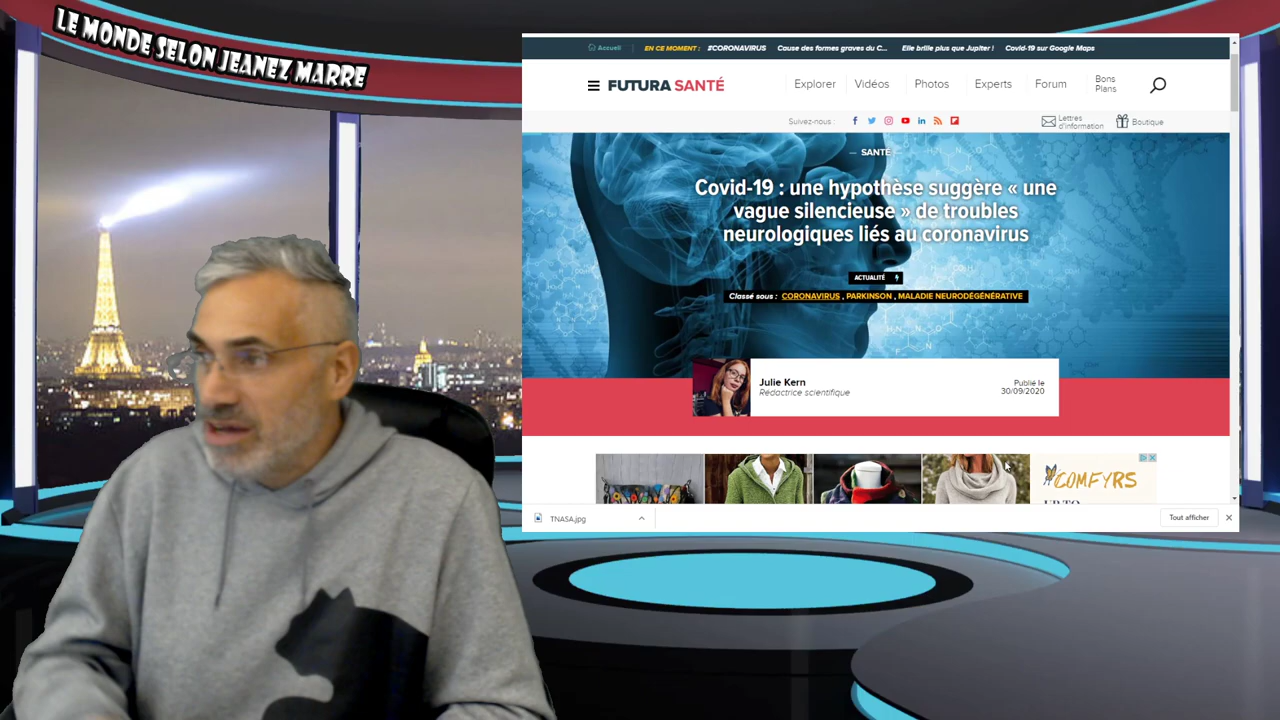 LE MONDE SELON JEANEZ MARRE
Accueil
EN CE MOMENT : #CORONAVIRUS Cause des formes graves du C... Elle brille plus que Jupiter ! Covid-19 sur Google Maps
FUTURA SANTÉ
Explorer Vidéos Photos Experts Forum Bons
Plans
Suivez-nous :
Lettres
d'information
Boutique
— SANTÉ —
Covid-19 : une hypothèse suggère « une
vague silencieuse » de troubles
neurologiques liés au coronavirus
ACTUALITÉ
Classé sous : CORONAVIRUS , PARKINSON , MALADIE NEURODÉGÉNÉRATIVE
Julie Kern
Rédactrice scientifique
Publié le
30/09/2020
COMFYRS
UP TO
TNASA.jpg
Tout afficher